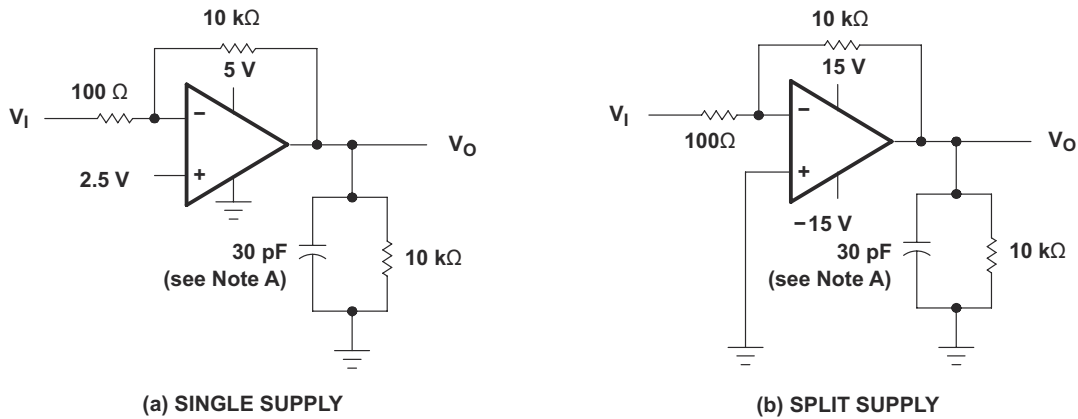 10 kΩ
5 V
100 Ω
V_I
−
+
2.5 V
V_O
30 pF
(see Note A)
10 kΩ
(a) SINGLE SUPPLY
10 kΩ
15 V
V_I
100Ω
−
+
V_O
−15 V
30 pF
(see Note A)
10 kΩ
(b) SPLIT SUPPLY